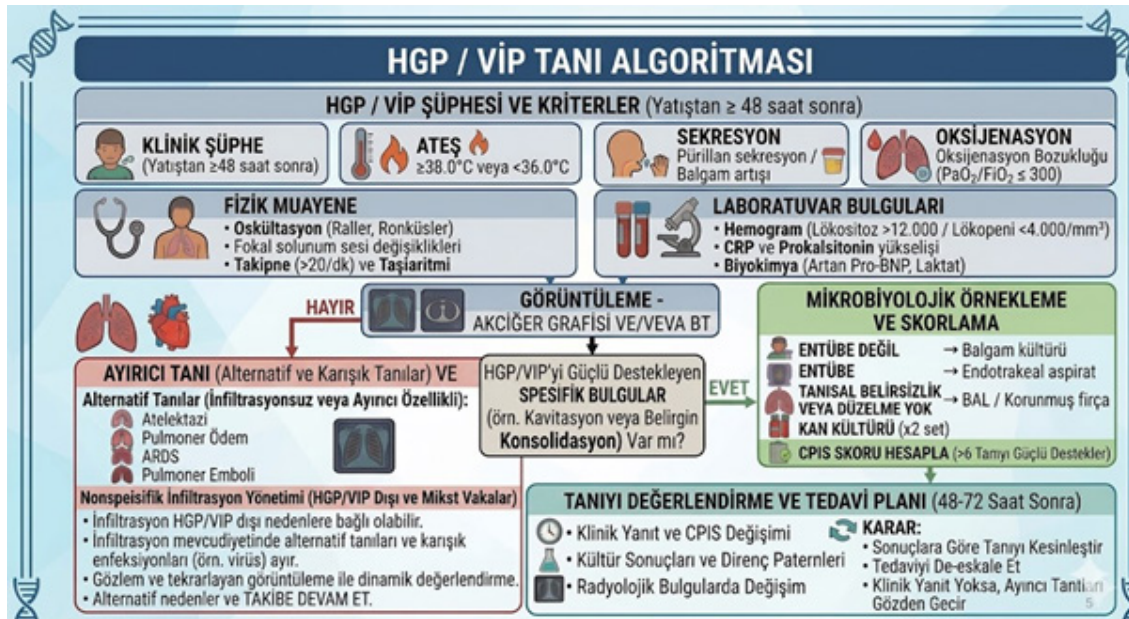 HGP / VİP TANI ALGORİTMASI
HGP / VİP ŞÜPHESİ VE KRİTERLER (Yatıştan ≥ 48 saat sonra)
KLİNİK ŞÜPHE
(Yatıştan ≥48 saat sonra)
ATEŞ
≥38.0°C veya <36.0°C
SEKRESYON
Pürillan sekresyon /
Balgam artışı
OKSİJENASYON
Oksijenasyon Bozukluğu
(PaO₂/FiO₂ ≤ 300)
FİZİK MUAYENE
• Oskültasyon (Raller, Ronküsler)
• Fokal solunum sesi değişiklikleri
• Takipne (>20/dk) ve Taşiaritmi
LABORATUVAR BULGULARI
• Hemogram (Lökositoz >12.000 / Lökopeni <4.000/mm³)
• CRP ve Prokalsitonin yükselişi
• Biyokimya (Artan Pro-BNP, Laktat)
HAYIR
GÖRÜNTÜLEME -
AKCİĞER GRAFİSİ VE/VEVA BT
AYIRICI TANI (Alternatif ve Karışık Tanılar) VE
Alternatif Tanılar (İnfiltrasyonsuz veya Ayırıcı Özellikli):
Atelektazi
Pulmoner Ödem
ARDS
Pulmoner Emboli
Nonspeisifik İnfiltrasyon Yönetimi (HGP/VIP Dışı ve Mikst Vakalar)
• İnfiltrasyon HGP/VIP dışı nedenlere bağlı olabilir.
• İnfiltrasyon mevcudiyetinde alternatif tanıları ve karışık
enfeksiyonları (örn. virüs) ayır.
• Gözlem ve tekrarlayan görüntüleme ile dinamik değerlendirme.
• Alternatif nedenler ve TAKİBE DEVAM ET.
HGP/VIP'yi Güçlü Destekleyen
SPESIFIK BULGULAR
(örn. Kavitasyon veya Belirgin
Konsolidasyon) Var mı?
EVET
MİKROBİYOLOJİK ÖRNEKLEME
VE SKORLAMA
ENTÜBE DEĞİL → Balgam kültürü
ENTÜBE → Endotrakeal aspirat
TANISAL BELİRSİZLİK
VEYA DÜZELME YOK → BAL / Korunmuş fırça
KAN KÜLTÜRÜ (x2 set)
CPIS SKORU HESAPLA (>6 Tanıyı Güçlü Destekler)
TANIYI DEĞERLENDİRME VE TEDAVİ PLANI (48-72 Saat Sonra)
• Klinik Yanıt ve CPIS Değişimi
• Kültür Sonuçları ve Direnç Paternleri
• Radyolojik Bulgularda Değişim
KARAR:
• Sonuçlara Göre Tanıyı Kesinleştir
• Tedaviyi De-eskale Et
• Klinik Yanit Yoksa, Ayıncı Tantıları
Gözden Gecir
5